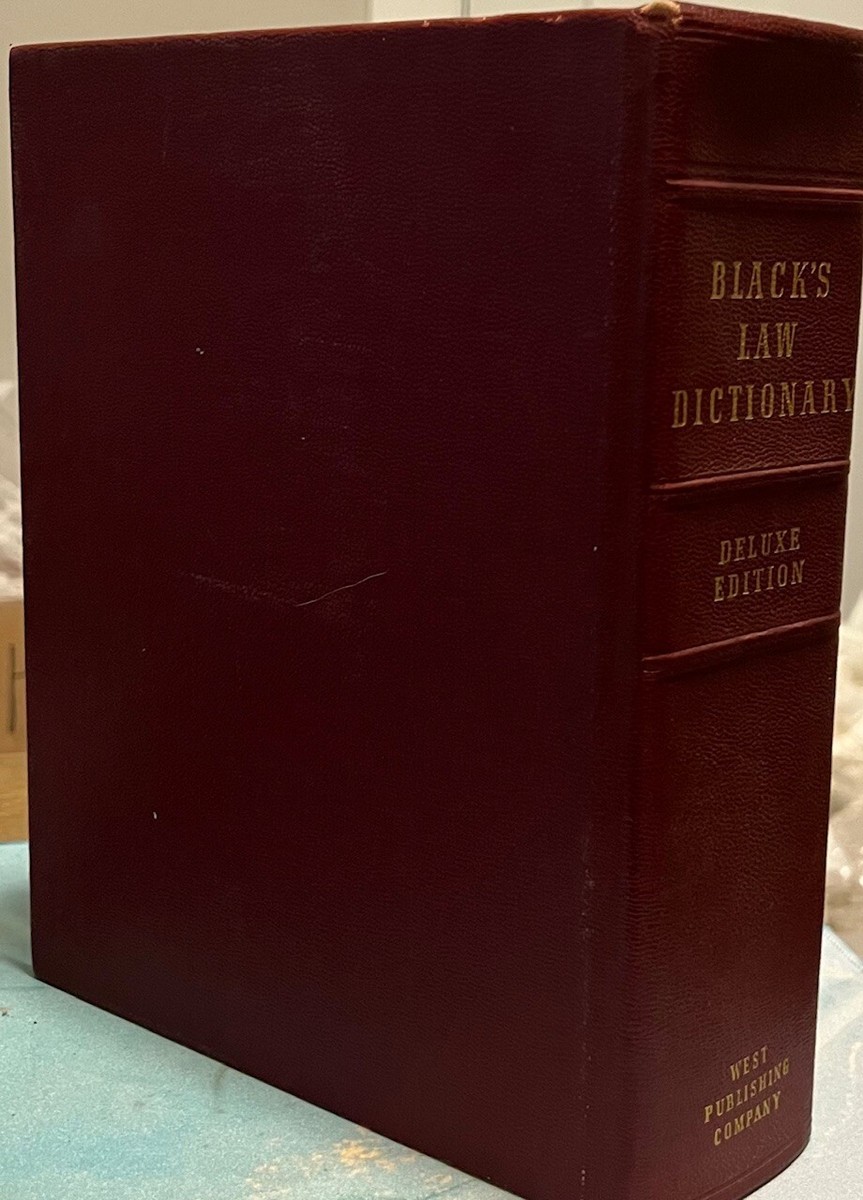 BLACK'S
LAW
DICTIONARY
DELUXE
EDITION
WEST
PUBLISHING
COMPANY